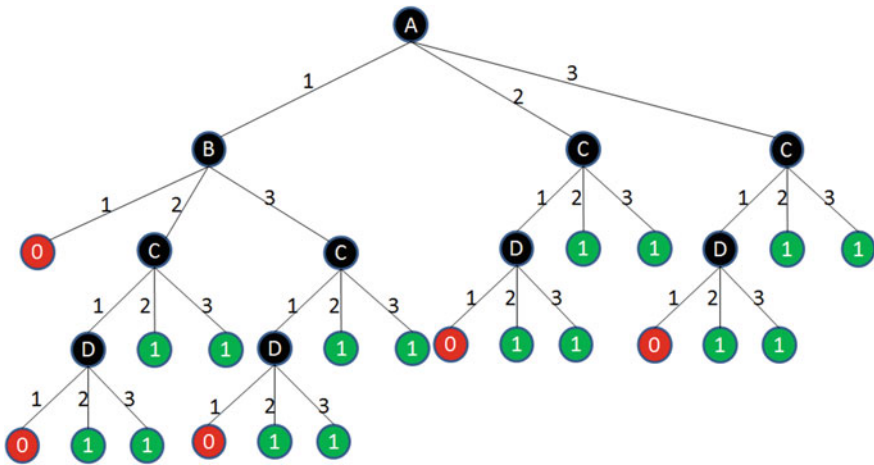 A
1 2 3
B C C
1 2 3 1 2 3 1 2 3
0 C C D 1 1 D 1 1
1 2 3 1 2 3 1 2 3 1 2 3
D 1 1 D 1 1 0 1 1 0 1 1
1 2 3 1 2 3
0 1 1 0 1 1